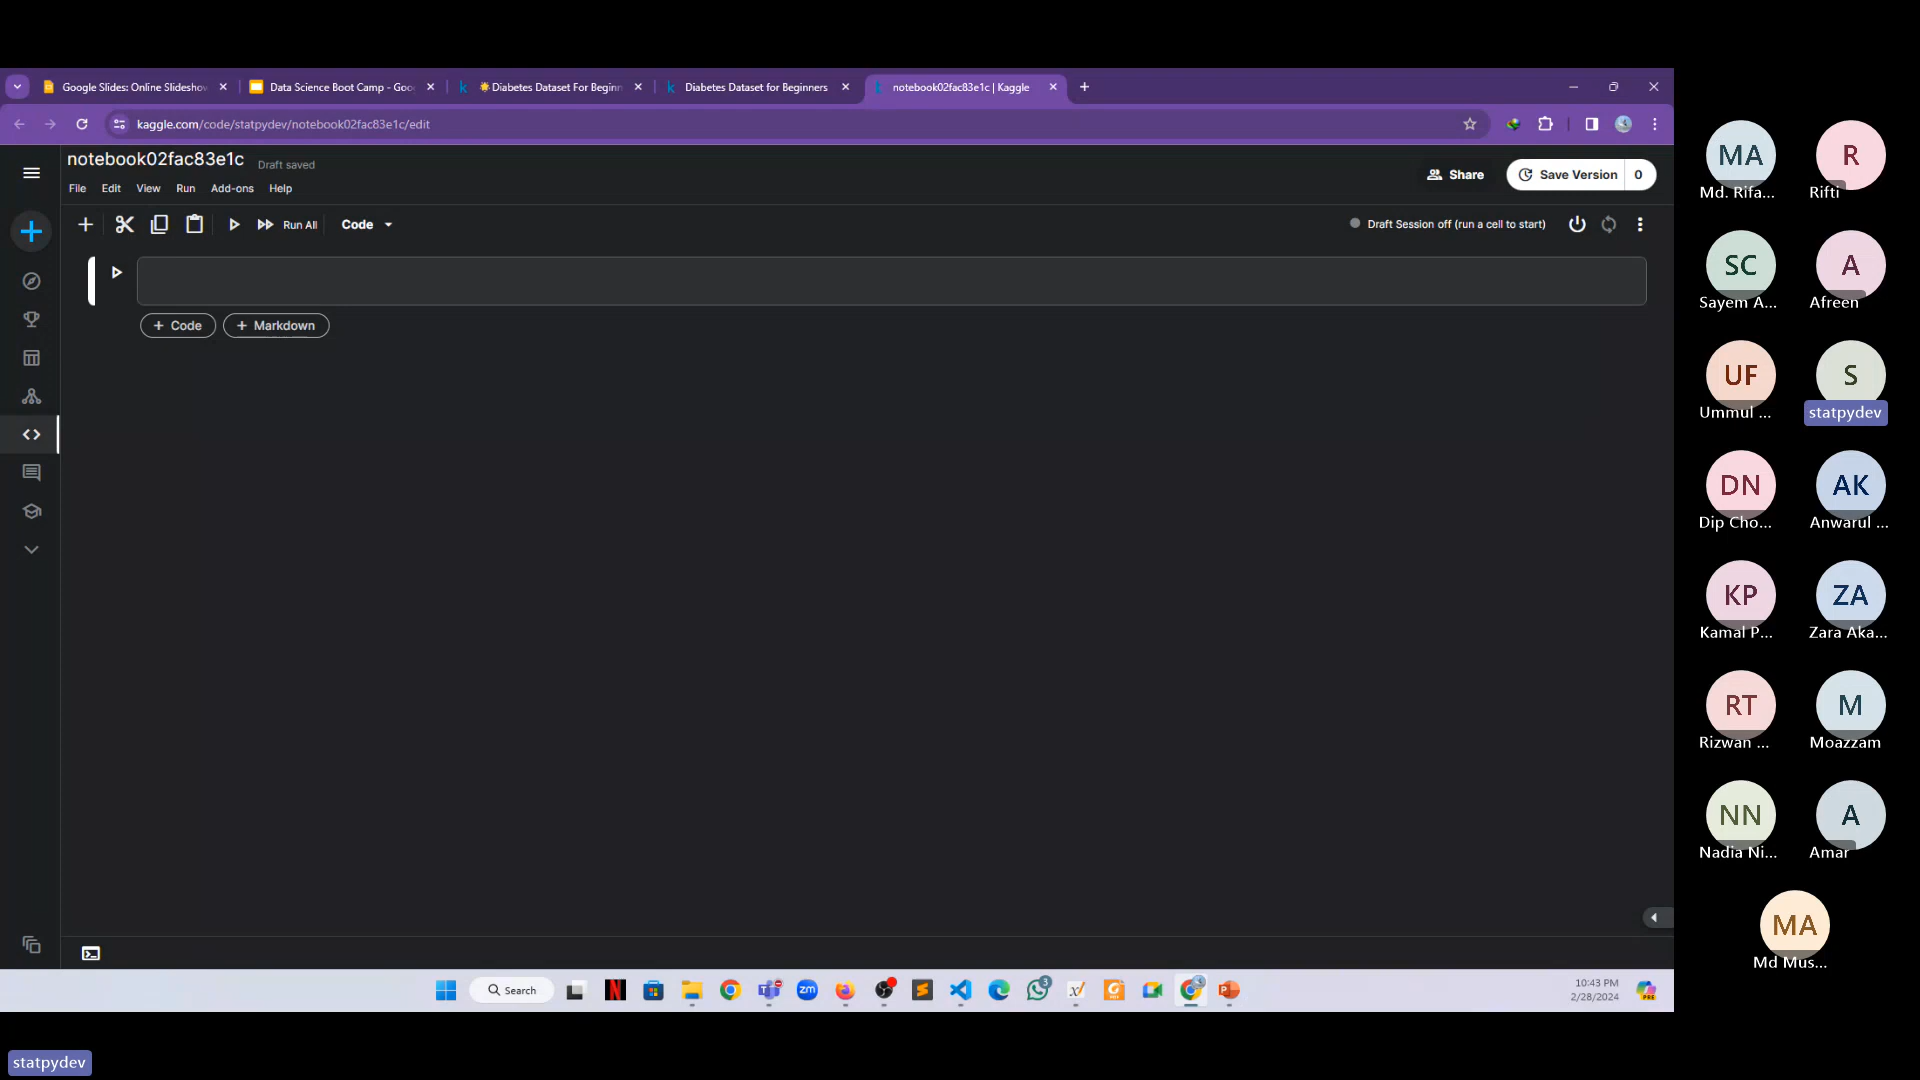 Google Slides: Online Slideshow
Data Science Boot Camp - Goo
Diabetes Dataset For Beginn
Diabetes Dataset for Beginners
notebook02fac83e1c | Kaggle
kaggle.com/code/statpydev/notebook02fac83e1c/edit
notebook02fac83e1c
Draft saved
File
Edit
View
Run
Add-ons
Help
Share
Save Version
0
Run All
Code
Draft Session off (run a cell to start)
+ Code
+ Markdown
Search
zm
3
10:43 PM
2/28/2024
PRE
MA
Md. Rifa...
R
Rifti
SC
Sayem A...
A
Afreen
UF
Ummul ...
S
statpydev
DN
Dip Cho...
AK
Anwarul ...
KP
Kamal P...
ZA
Zara Aka...
RT
Rizwan ...
M
Moazzam
NN
Nadia Ni...
A
Amar
MA
Md Mus...
statpydev